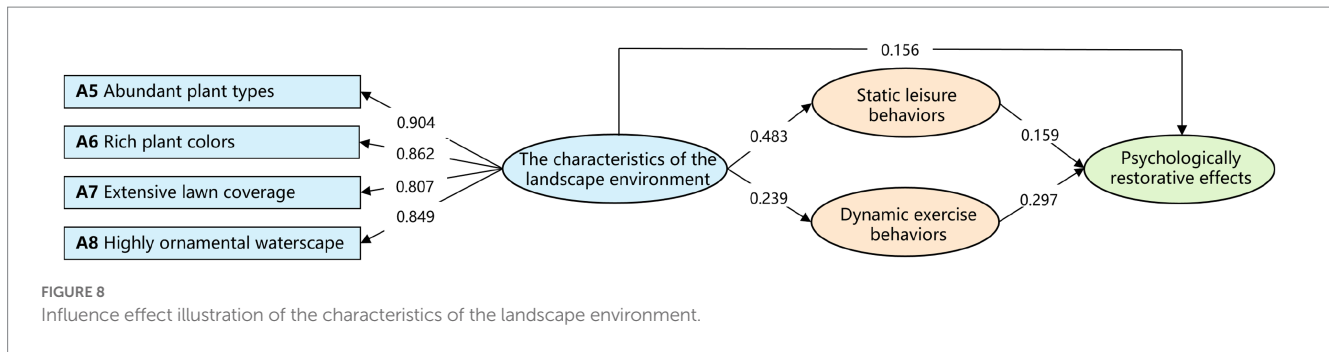 0.156
A5 Abundant plant types
A6 Rich plant colors
A7 Extensive lawn coverage
A8 Highly ornamental waterscape
0.904
0.862
0.807
0.849
The characteristics of the
landscape environment
0.483
0.239
Static leisure
behaviors
Dynamic exercise
behaviors
0.159
0.297
Psychologically
restorative effects
FIGURE 8
Influence effect illustration of the characteristics of the landscape environment.